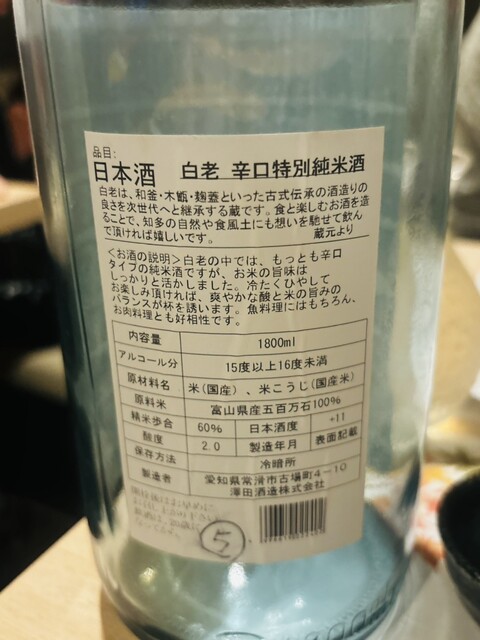 品目:
日本酒 白老 辛口特別純米酒
白老は、和釜・木甑・麹蓋といった古式伝承の酒造りの
良さを次世代へと継承する蔵です。食と楽しむお酒を造
ることで、知多の自然や食風土にも想いを馳せて飲ん
で頂ければ嬉しいです。 蔵元より
<お酒の説明>白老の中では、もっとも辛口
タイプの純米酒ですが、お米の旨味は
しっかりと活かしました。冷たくひやして
お楽しみ頂ければ、爽やかな酸と米の旨みの
バランスが杯を誘います。魚料理にはもちろん、
お肉料理とも好相性です。
内容量 1800ml
アルコール分 15度以上16度未満
原材料名 米(国産)、米こうじ(国産米)
原料米 富山県産五百万石100%
精米歩合 60% 日本酒度 +11
酸度 2.0 製造年月 表面記載
保存方法 冷暗所
製造者 愛知県常滑市古場町4-10
澤田酒造株式会社
5